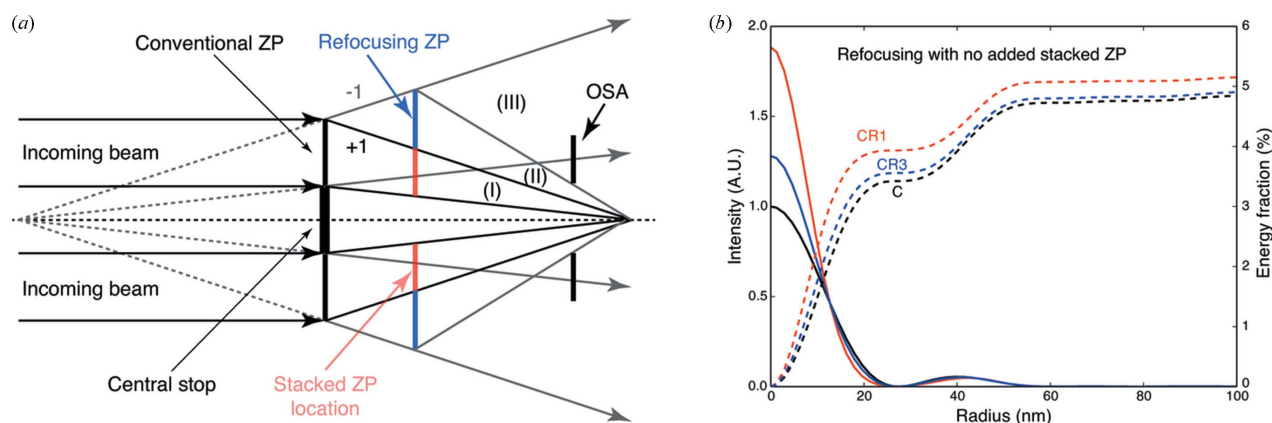 (a)
Conventional ZP
Refocusing ZP
-1
(III)
OSA
Incoming beam
+1
(II)
(I)
Incoming beam
Central stop
Stacked ZP
location
(b)
Refocusing with no added stacked ZP
CR1
CR3
C
Intensity (A.U.)
2.0
1.5
1.0
0.5
0.0
Energy fraction (%)
6
5
4
3
2
1
0
0 20 40 60 80 100
Radius (nm)